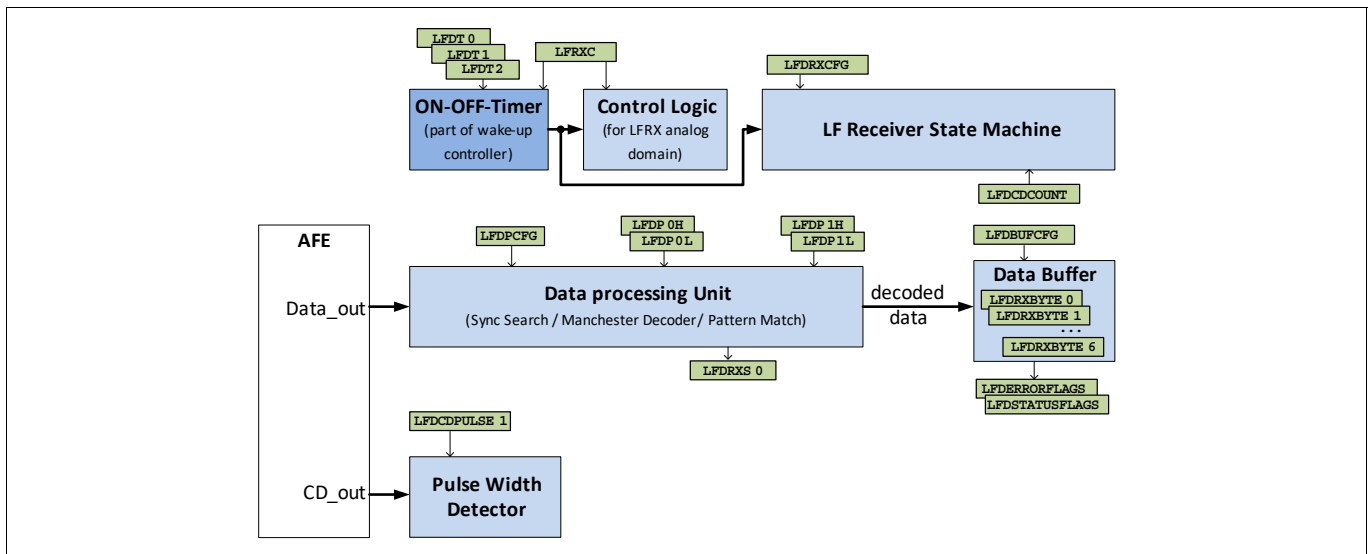 LFDT 0
LFDT 1
LFDT 2
LFRXC
LFDRXCFG
ON-OFF-Timer
(part of wake-up
controller)
Control Logic
(for LFRX analog
domain)
LF Receiver State Machine
LFDCDCOUNT
AFE
Data_out
CD_out
LFDPCFG
LFDP 0H
LFDP 0L
LFDP 1H
LFDP 1L
Data processing Unit
(Sync Search / Manchester Decoder/ Pattern Match)
LFDRXS 0
decoded
data
LFDBUFCFG
Data Buffer
LFDRXBYTE 0
LFDRXBYTE 1
...
LFDRXBYTE 6
LFDERRORFLAGS
LFDSTATUSFLAGS
LFDCDPULSE 1
Pulse Width
Detector